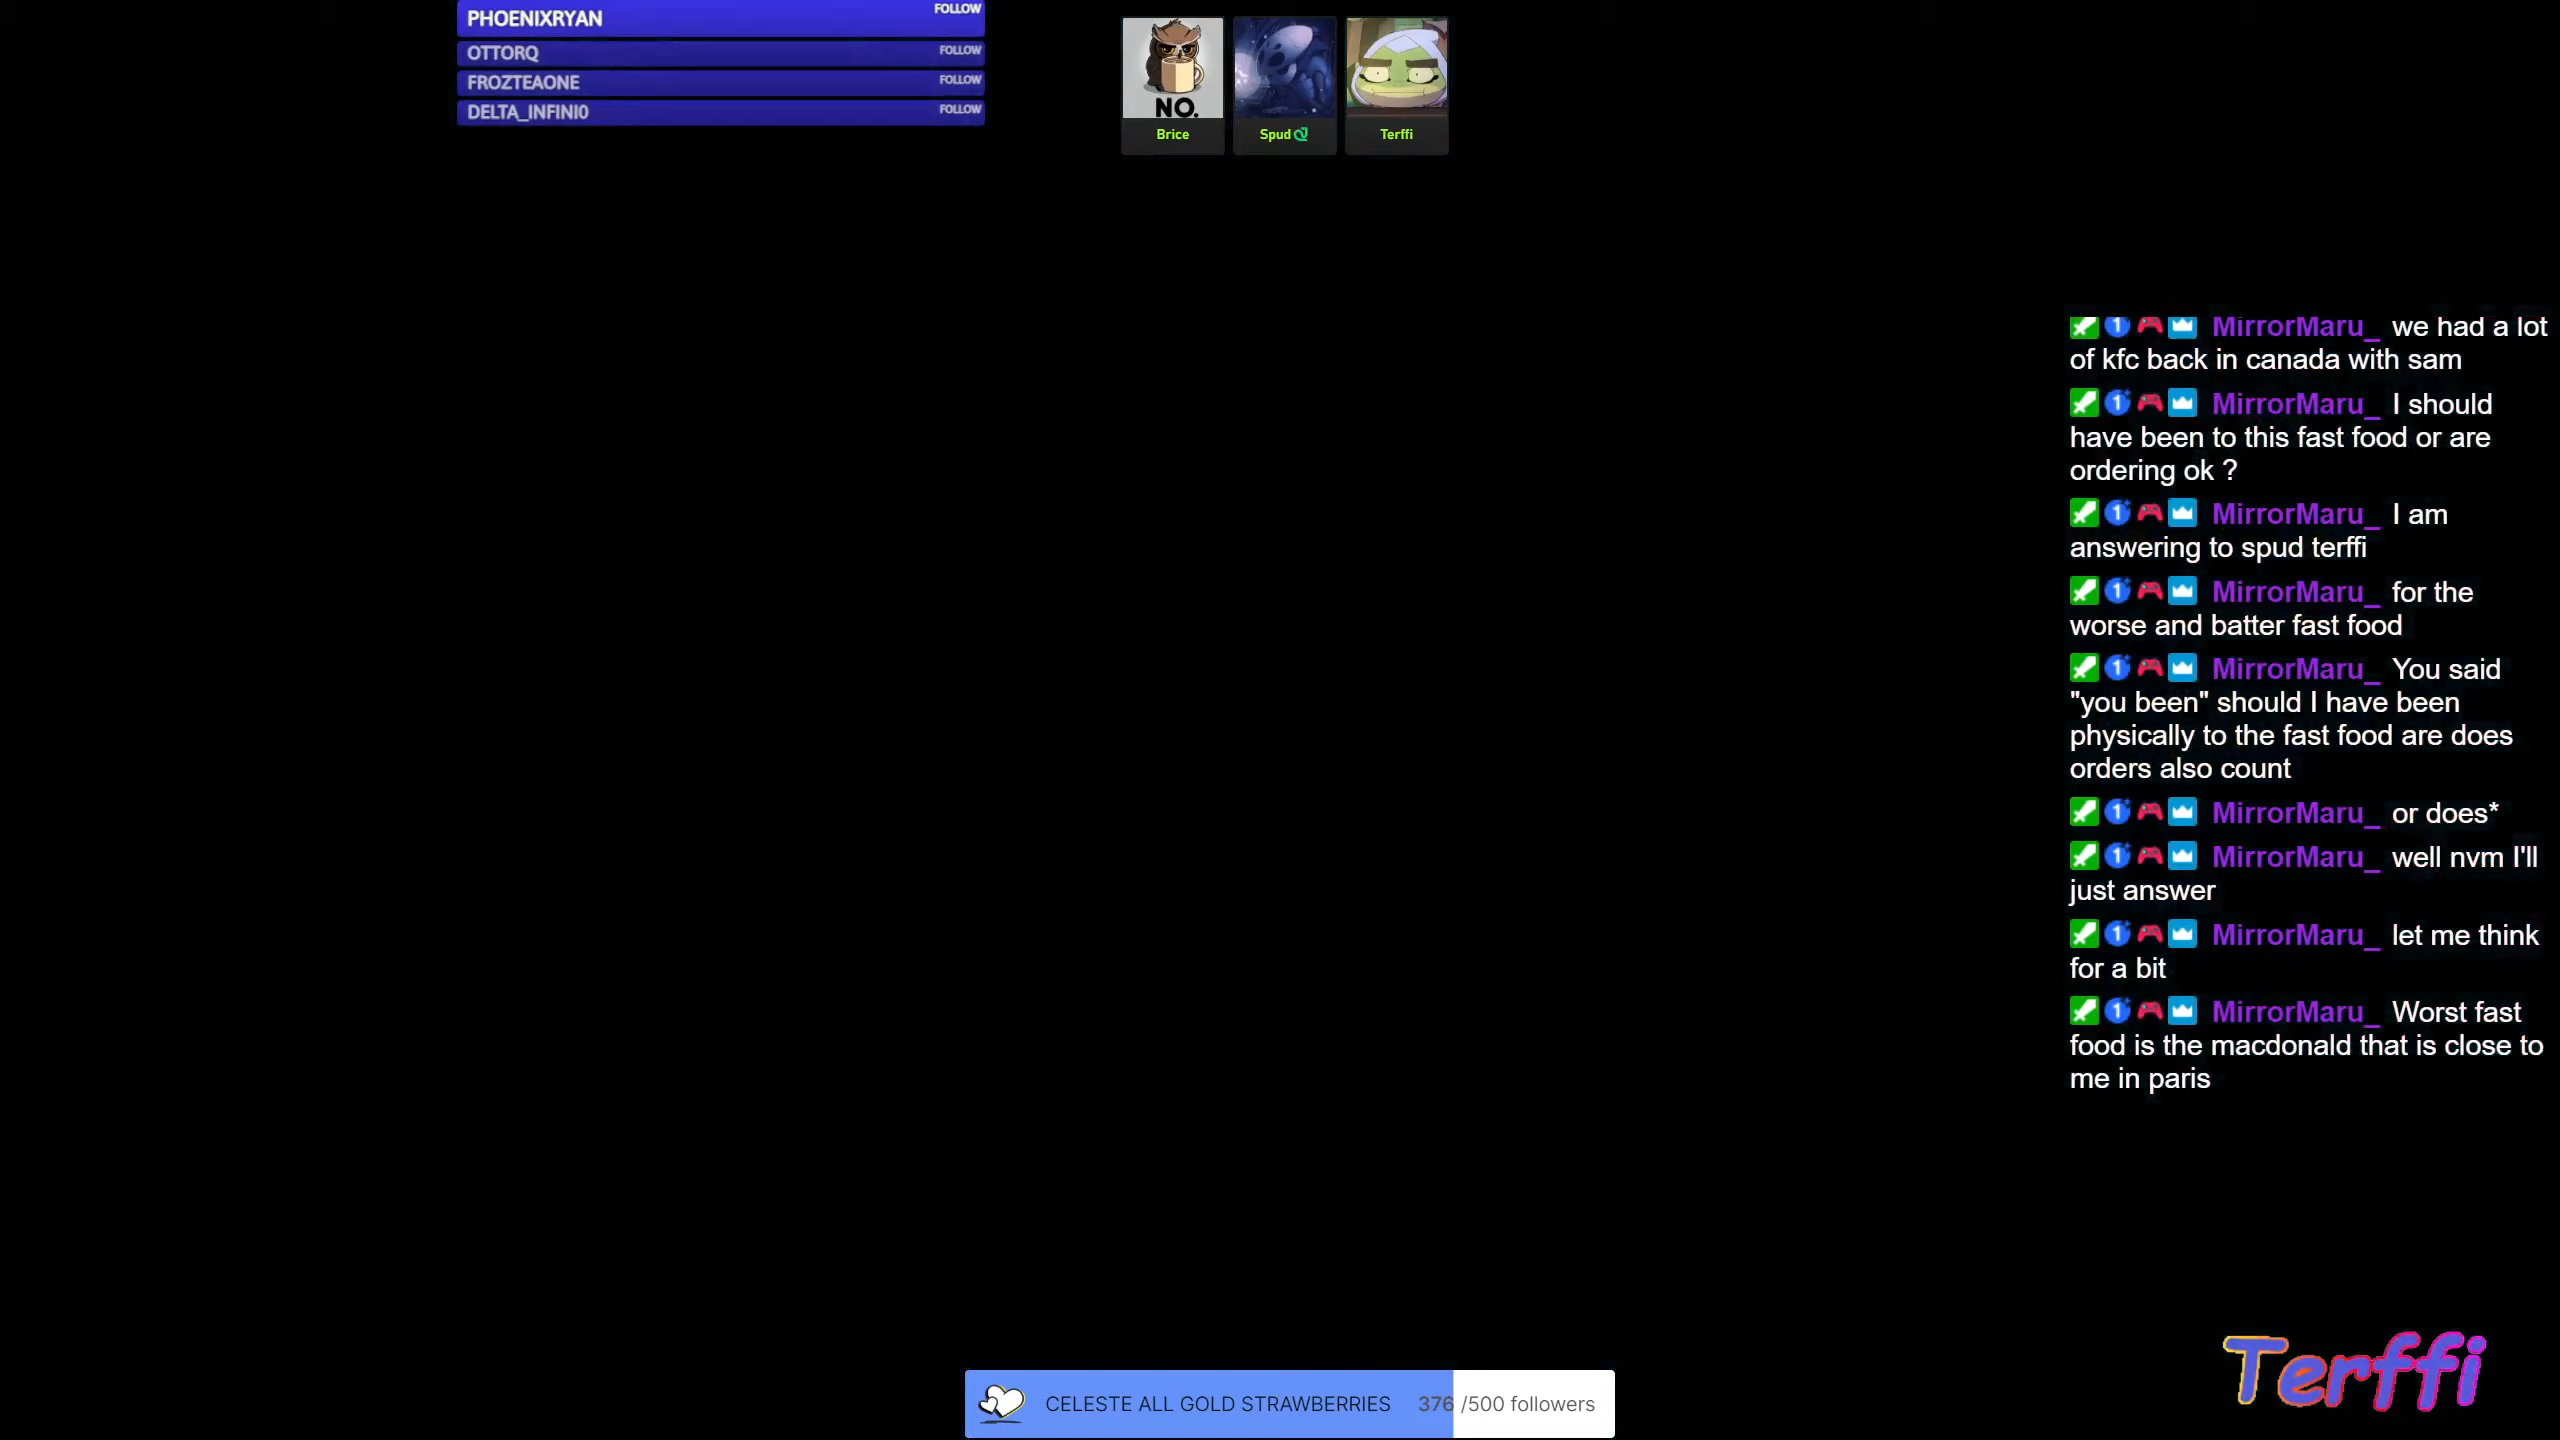 PHOENIXRYAN FOLLOW
OTTORQ FOLLOW
FROZTEAONE FOLLOW
DELTA_INFINI0 FOLLOW
NO.
Brice
Spud
Terffi
MirrorMaru_ we had a lot
of kfc back in canada with sam
MirrorMaru_ I should
have been to this fast food or are
ordering ok ?
MirrorMaru_ I am
answering to spud terffi
MirrorMaru_ for the
worse and batter fast food
MirrorMaru_ You said
"you been" should I have been
physically to the fast food are does
orders also count
MirrorMaru_ or does*
MirrorMaru_ well nvm I'll
just answer
MirrorMaru_ let me think
for a bit
MirrorMaru_ Worst fast
food is the macdonald that is close to
me in paris
Terffi
CELESTE ALL GOLD STRAWBERRIES 376 /500 followers